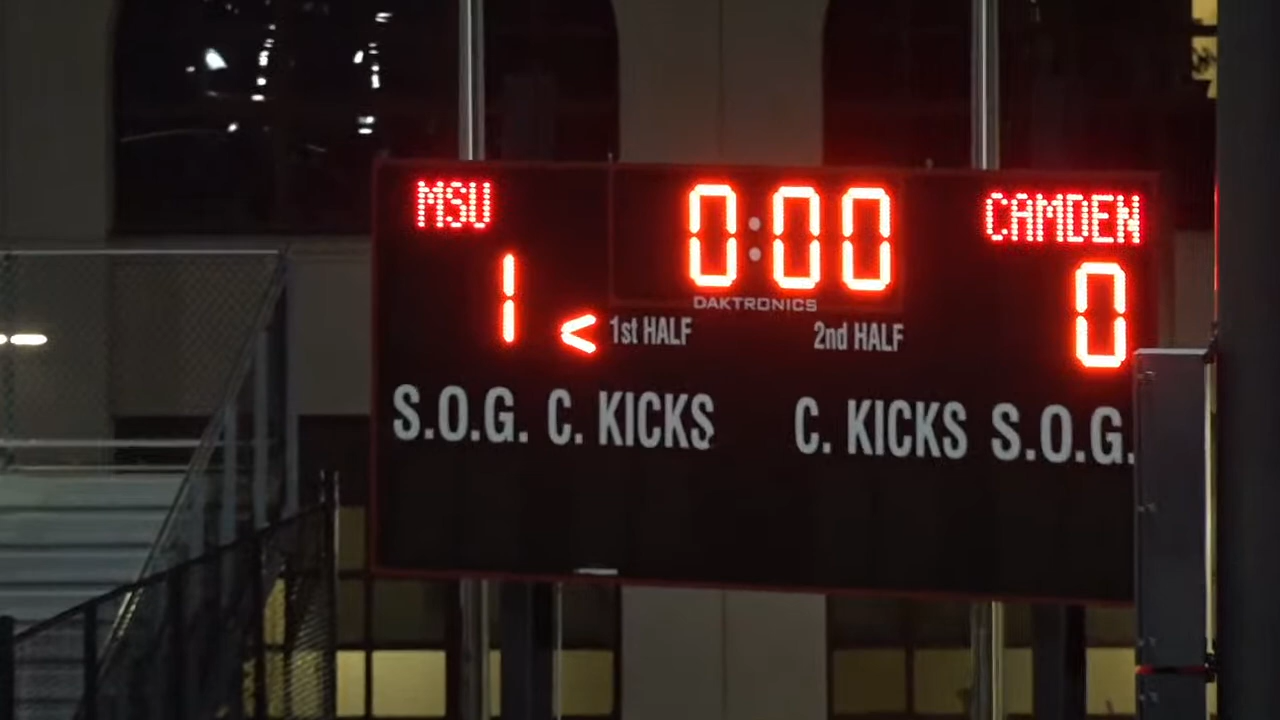 MSU 0:00 CAMDEN
DAKTRONICS
1 < 1st HALF 2nd HALF 0
S.O.G. C. KICKS C. KICKS S.O.G.